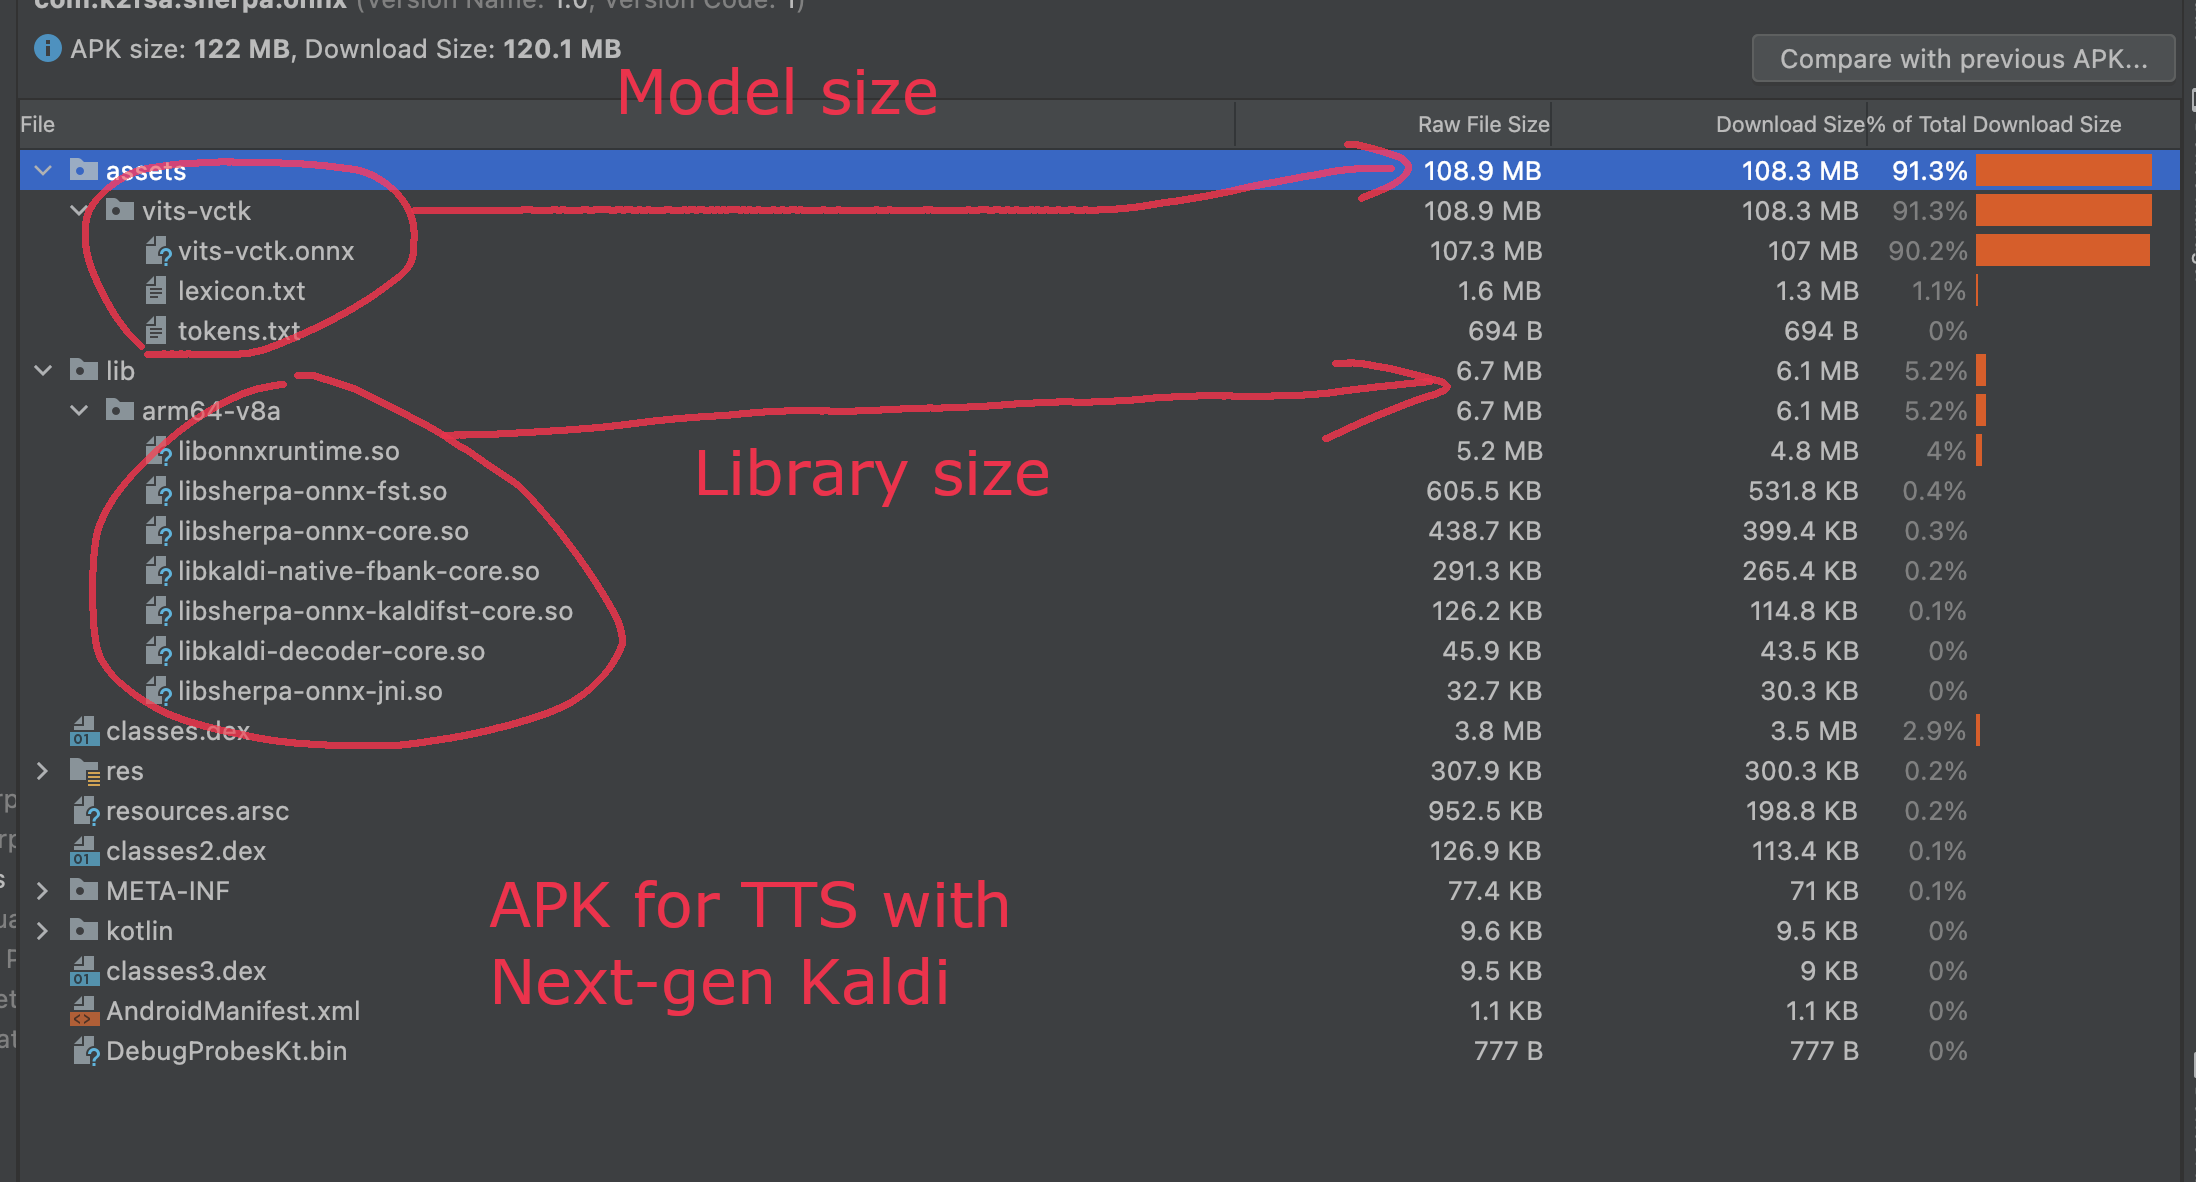 com.k2fsa.sherpa.onnx (Version Name: 1.0, Version Code: 1)
APK size: 122 MB, Download Size: 120.1 MB
Compare with previous APK...
Model size
File Raw File Size Download Size % of Total Download Size
assets 108.9 MB 108.3 MB 91.3%
vits-vctk 108.9 MB 108.3 MB 91.3%
vits-vctk.onnx 107.3 MB 107 MB 90.2%
lexicon.txt 1.6 MB 1.3 MB 1.1%
tokens.txt 694 B 694 B 0%
lib 6.7 MB 6.1 MB 5.2%
arm64-v8a 6.7 MB 6.1 MB 5.2%
libonnxruntime.so 5.2 MB 4.8 MB 4%
Library size
libsherpa-onnx-fst.so 605.5 KB 531.8 KB 0.4%
libsherpa-onnx-core.so 438.7 KB 399.4 KB 0.3%
libkaldi-native-fbank-core.so 291.3 KB 265.4 KB 0.2%
libsherpa-onnx-kaldifst-core.so 126.2 KB 114.8 KB 0.1%
libkaldi-decoder-core.so 45.9 KB 43.5 KB 0%
libsherpa-onnx-jni.so 32.7 KB 30.3 KB 0%
classes.dex 3.8 MB 3.5 MB 2.9%
res 307.9 KB 300.3 KB 0.2%
resources.arsc 952.5 KB 198.8 KB 0.2%
classes2.dex 126.9 KB 113.4 KB 0.1%
META-INF 77.4 KB 71 KB 0.1%
kotlin 9.6 KB 9.5 KB 0%
classes3.dex 9.5 KB 9 KB 0%
AndroidManifest.xml 1.1 KB 1.1 KB 0%
DebugProbesKt.bin 777 B 777 B 0%
APK for TTS with
Next-gen Kaldi